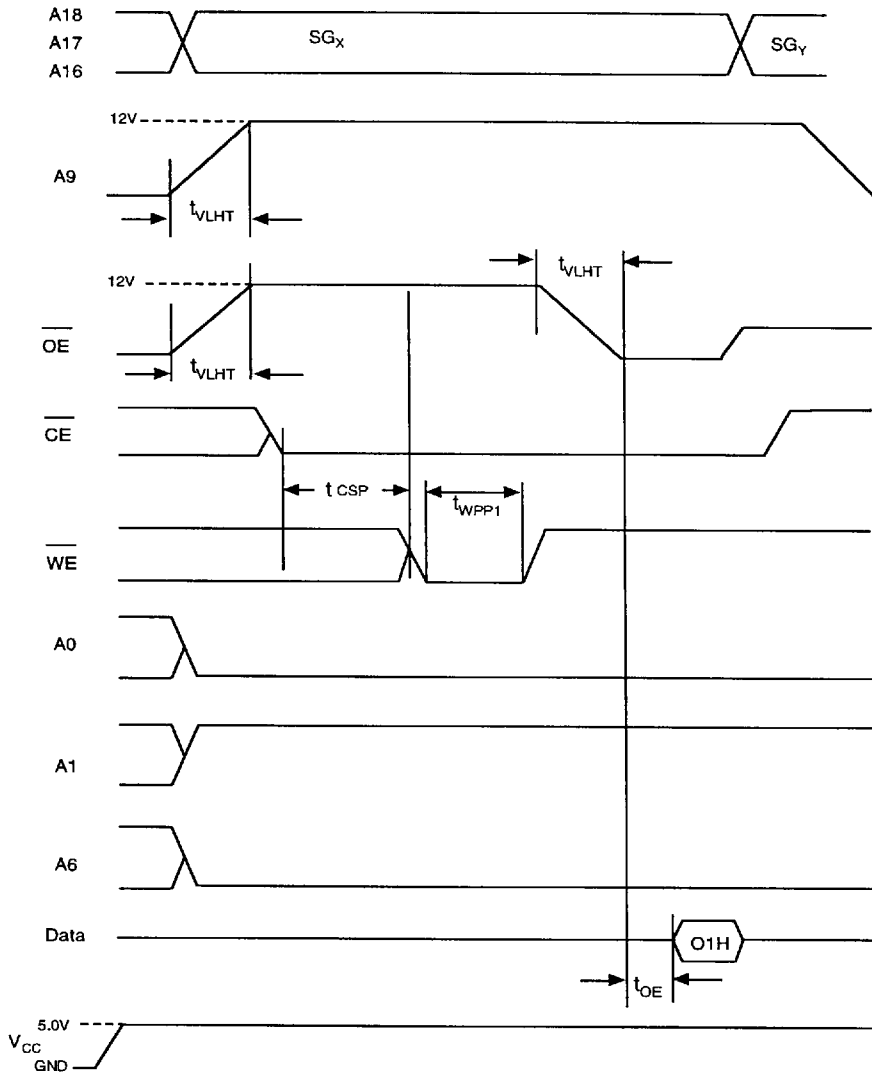 A18
A17
A16
SGX
SGY
12V
A9
tVLHT
tVLHT
12V
OE
tVLHT
CE
t CSP
tWPP1
WE
A0
A1
A6
Data
O1H
tOE
5.0V
VCC
GND